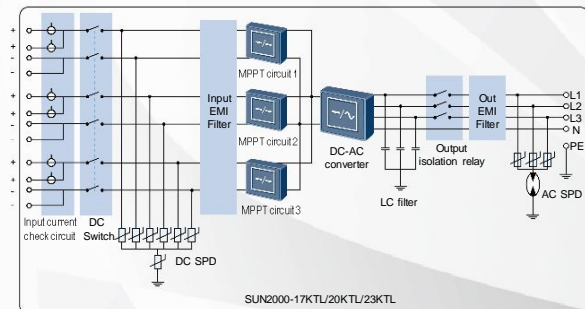 +
+
-
-
+
+
-
-
+
+
-
-
Input current
check circuit
DC
Switch
DC SPD
Input
EMI
Filter
MPPT circuit 1
MPPT circuit 2
MPPT circuit 3
DC-AC
converter
LC filter
Output
isolation relay
Out
EMI
Filter
L1
L2
L3
N
PE
AC SPD
SUN2000-17KTL/20KTL/23KTL